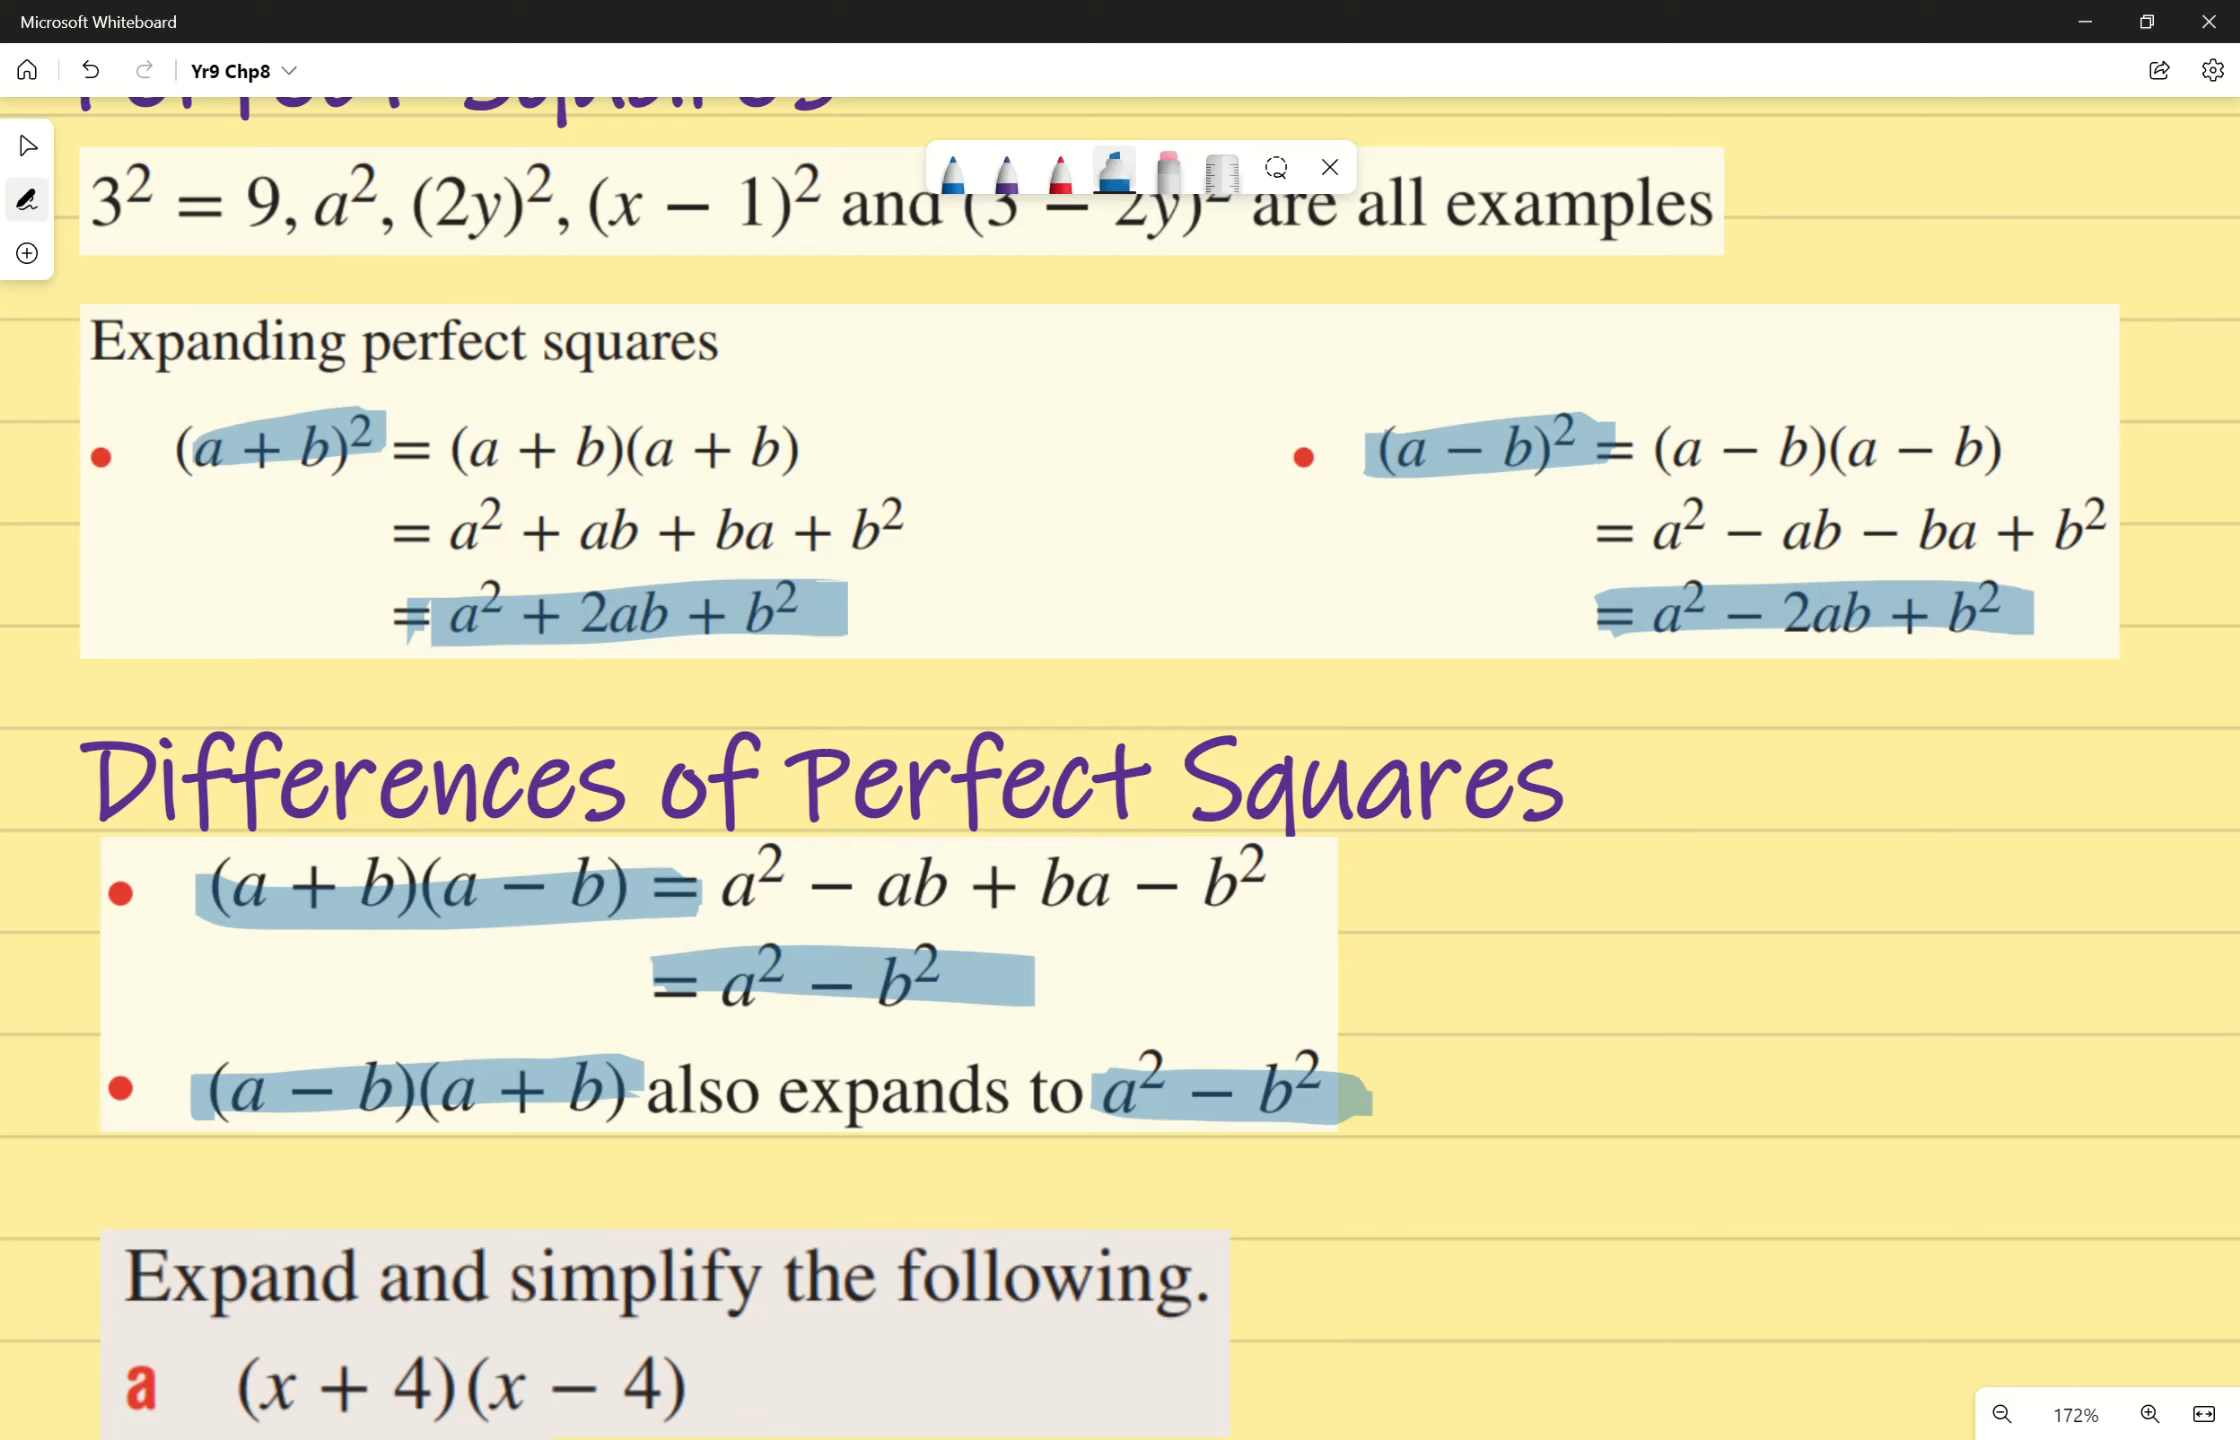 Microsoft Whiteboard
Yr9 Chp8
Perfect Squares
3² = 9, a², (2y)², (x − 1)² and (3 − 2y)² are all examples
Expanding perfect squares
• (a + b)² = (a + b)(a + b)
= a² + ab + ba + b²
= a² + 2ab + b²
• (a − b)² = (a − b)(a − b)
= a² − ab − ba + b²
= a² − 2ab + b²
Differences of Perfect Squares
• (a + b)(a − b) = a² − ab + ba − b²
= a² − b²
• (a − b)(a + b) also expands to a² − b²
Expand and simplify the following.
a (x + 4)(x − 4)
172%